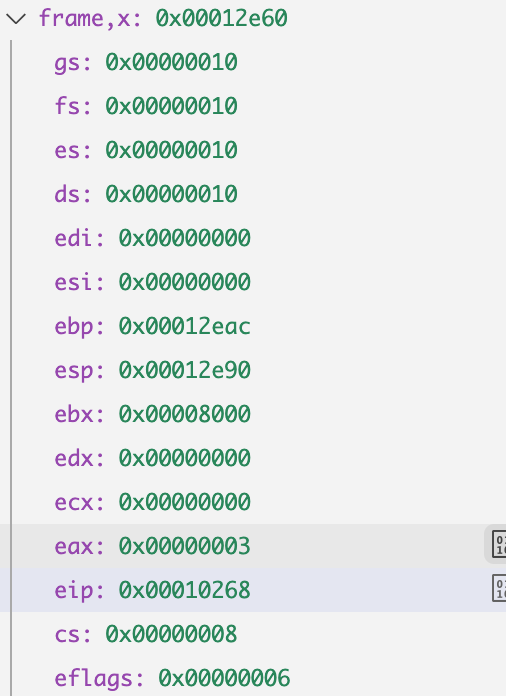 frame,x: 0x00012e60
gs: 0x00000010
fs: 0x00000010
es: 0x00000010
ds: 0x00000010
edi: 0x00000000
esi: 0x00000000
ebp: 0x00012eac
esp: 0x00012e90
ebx: 0x00008000
edx: 0x00000000
ecx: 0x00000000
eax: 0x00000003
eip: 0x00010268
cs: 0x00000008
eflags: 0x00000006